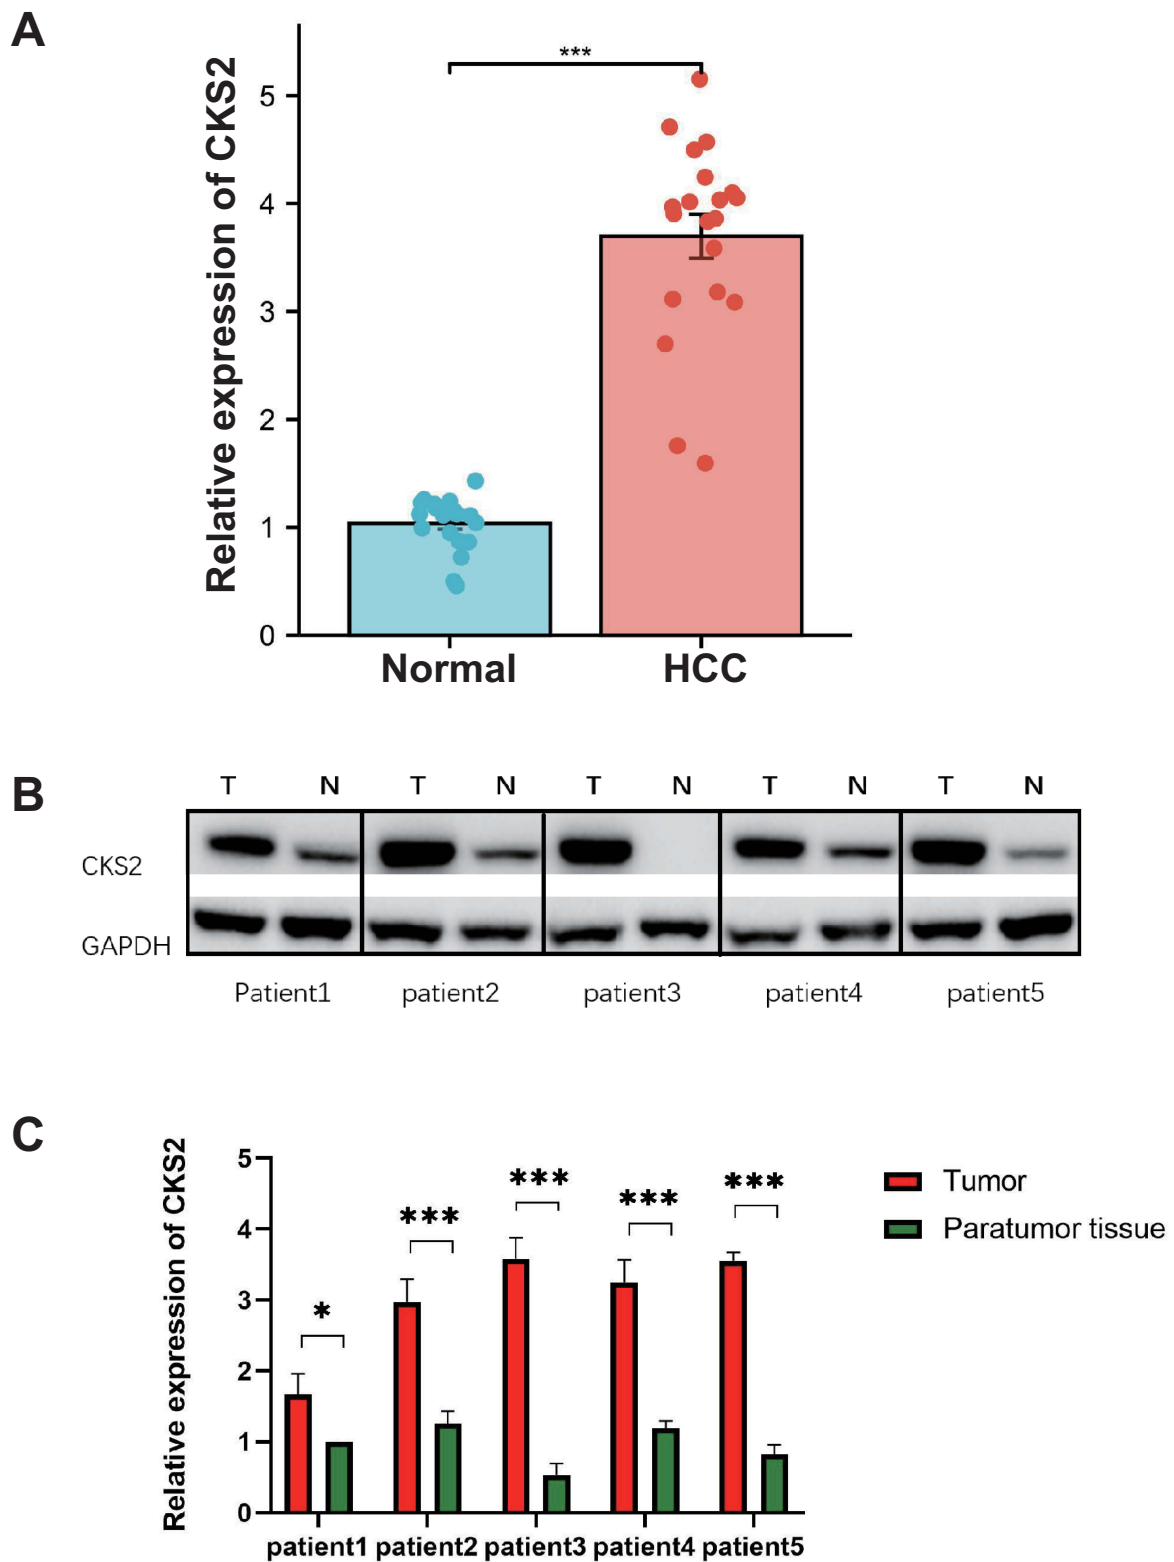 A
Relative expression of CKS2
***
5
4
3
2
1
0
Normal HCC
B
T N T N T N T N T N
CKS2
GAPDH
Patient1 patient2 patient3 patient4 patient5
C
Relative expression of CKS2
5
4
3
2
1
0
* *** *** *** ***
Tumor
Paratumor tissue
patient1 patient2 patient3 patient4 patient5